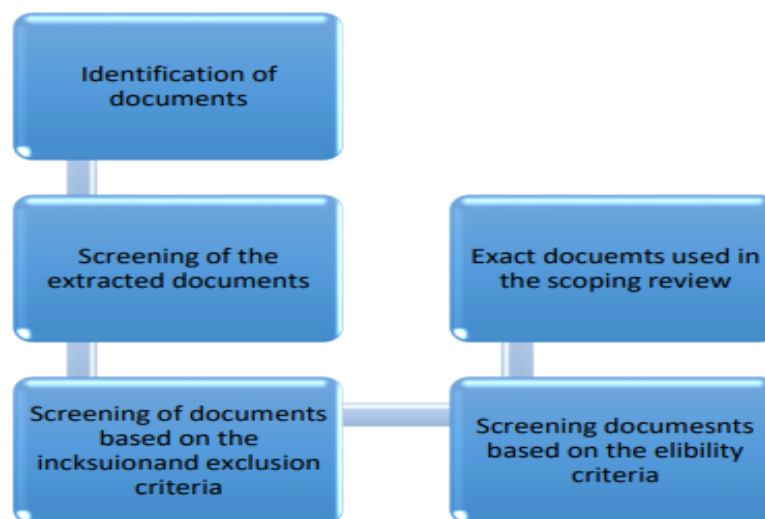 Identification of
documents
Screening of the
extracted documents
Screening of documents
based on the
incksuionand exclusion
criteria
Screening documesnts
based on the elibility
criteria
Exact docuemts used in
the scoping review